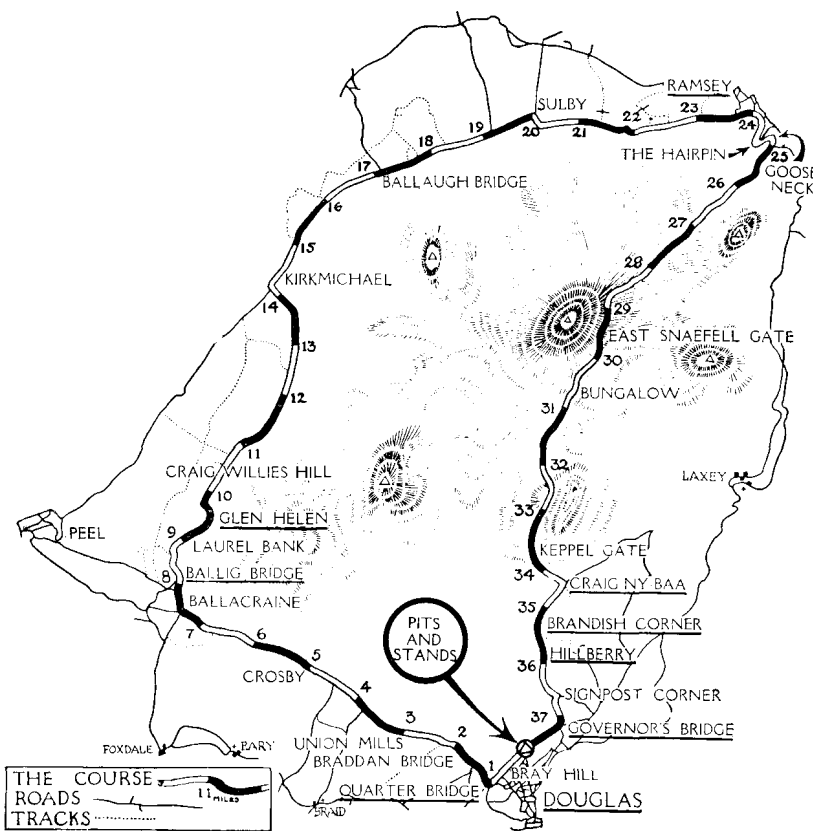 RAMSEY
SULBY
19
20
21
22
23
24
18
THE HAIRPIN
25
GOOSE
NECK
17
BALLAUGH BRIDGE
26
16
27
15
28
KIRKMICHAEL
14
29
EAST SNAEFELL GATE
13
30
BUNGALOW
12
31
11
CRAIG WILLIES HILL
32
LAXEY
10
GLEN HELEN
33
PEEL
9
LAUREL BANK
KEPPEL GATE
8
BALLIG BRIDGE
34
CRAIG NY BAA
BALLACRAINE
35
PITS
AND
STANDS
BRANDISH CORNER
7
6
HILLBERRY
5
36
CROSBY
4
SIGNPOST CORNER
37
3
2
GOVERNOR'S BRIDGE
FOXDALE
UNION MILLS
BRADDAN BRIDGE
1
BRAY HILL
QUARTER BRIDGE
DOUGLAS
THE COURSE
11 MILES
ROADS
TRACKS